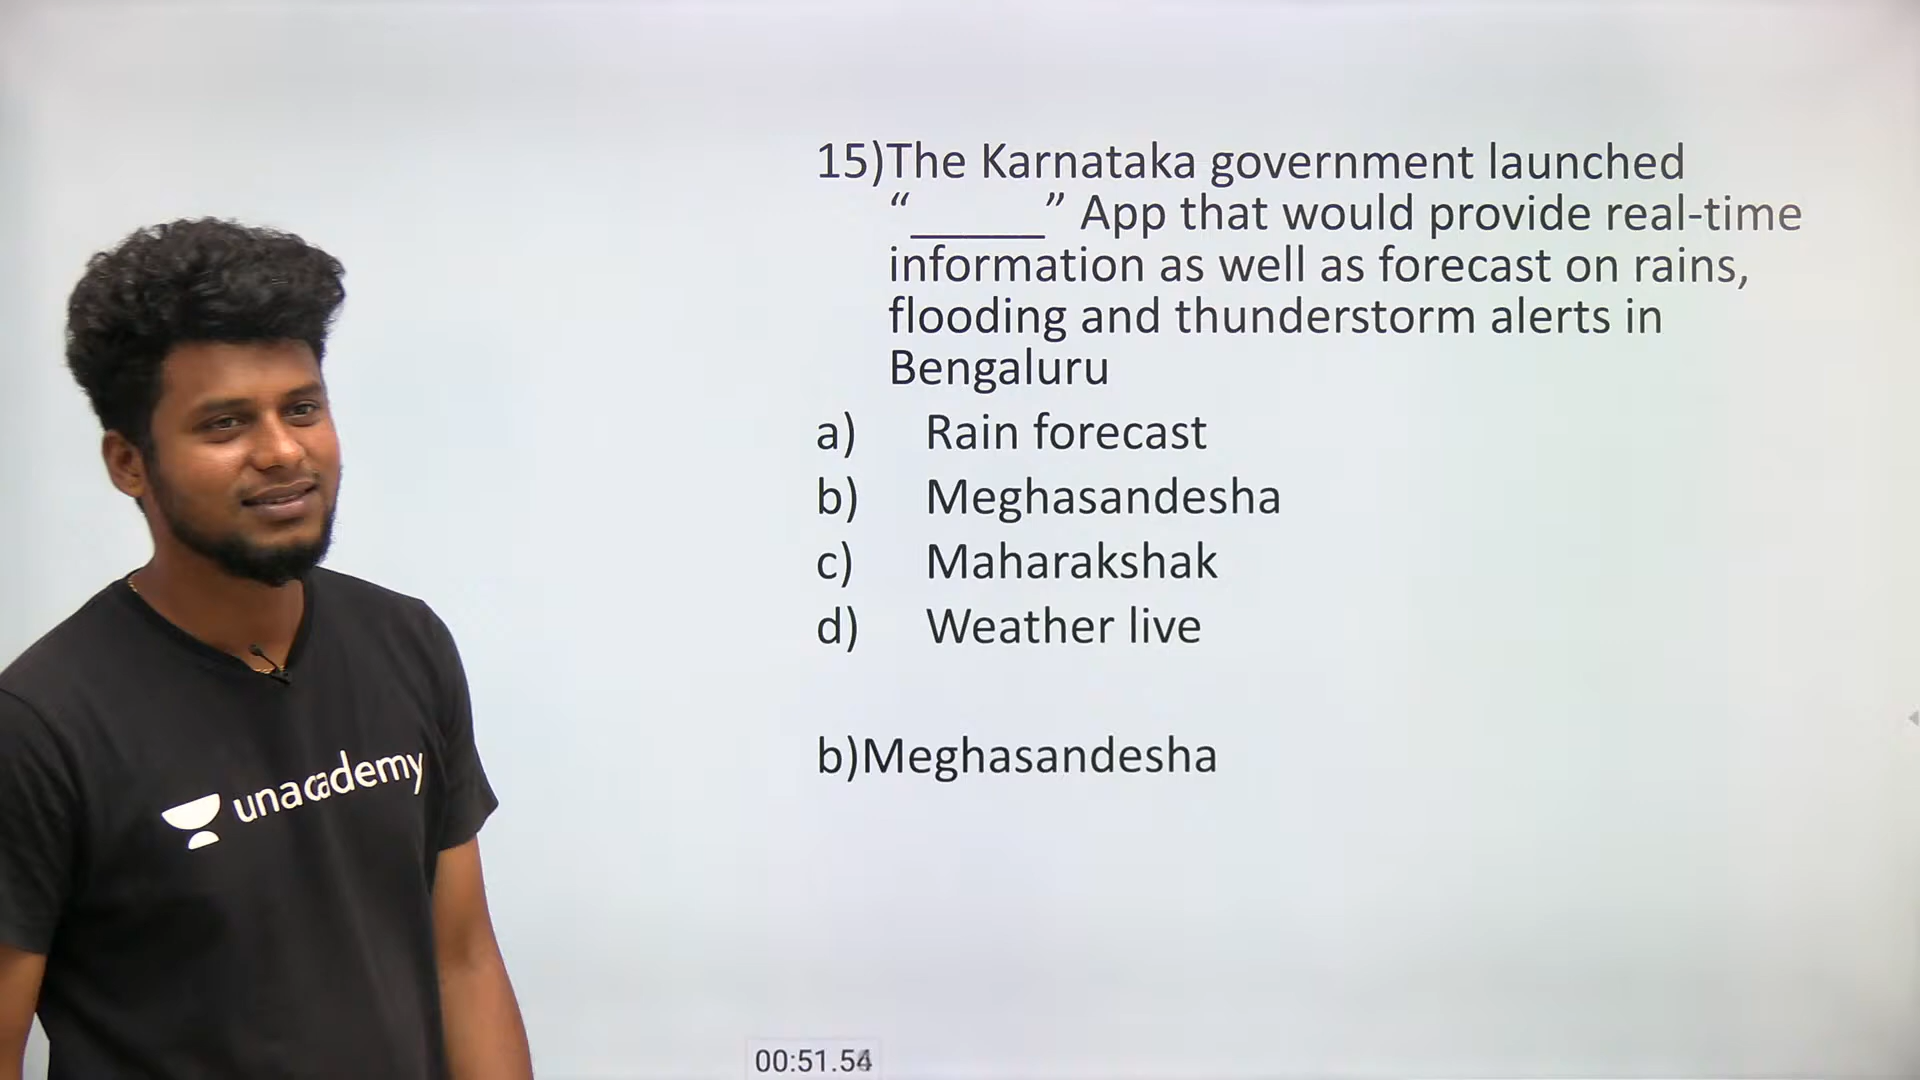 15)The Karnataka government launched
“_____” App that would provide real-time
information as well as forecast on rains,
flooding and thunderstorm alerts in
Bengaluru
a) Rain forecast
b) Meghasandesha
c) Maharakshak
d) Weather live
b)Meghasandesha
unacademy
00:51.54